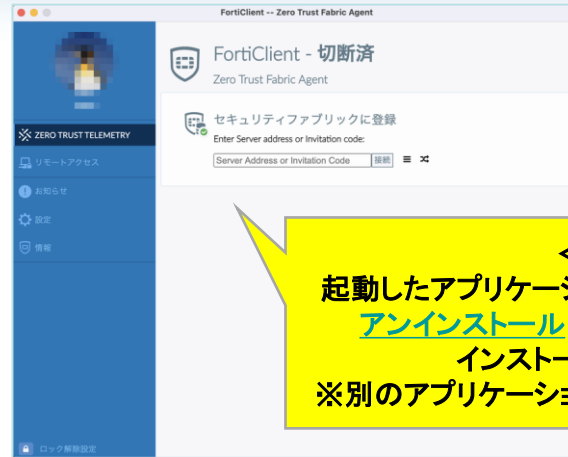 FortiClient -- Zero Trust Fabric Agent
FortiClient - 切断済
Zero Trust Fabric Agent
ZERO TRUST TELEMETRY
リモートアクセス
お知らせ
設定
情報
ロック解除設定
セキュリティファブリックに登録
Enter Server address or Invitation code:
Server Address or Invitation Code 接続
<
起動したアプリケーシ
アンインストール
インストー
※別のアプリケーショ